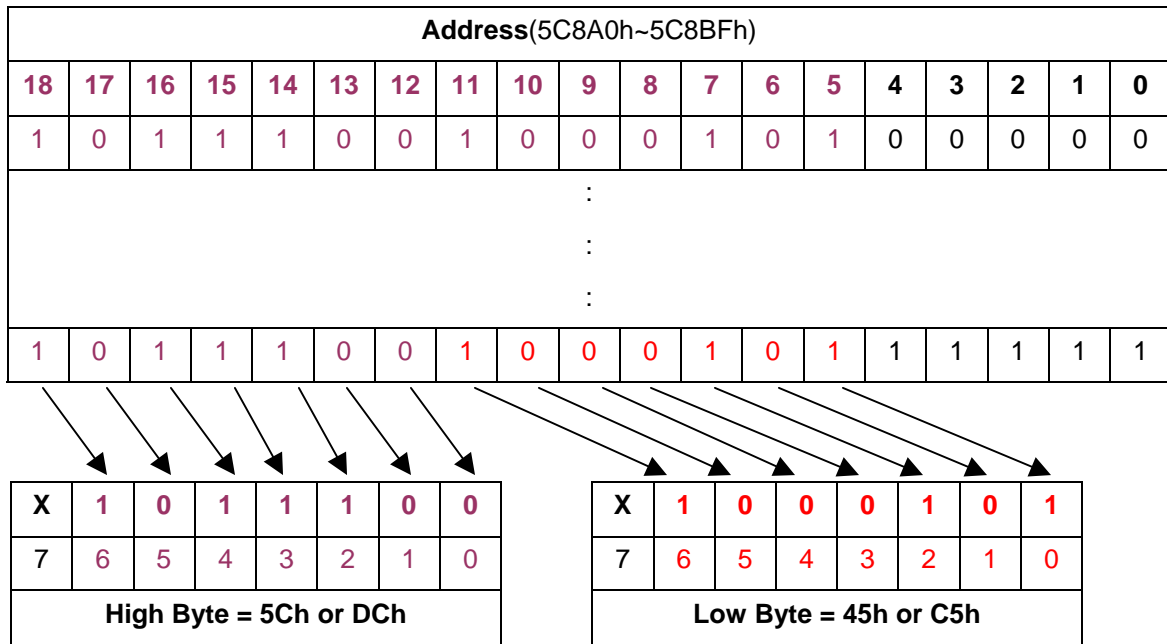 Address(5C8A0h~5C8BFh)
18 17 16 15 14 13 12 11 10 9 8 7 6 5 4 3 2 1 0
1 0 1 1 1 0 0 1 0 0 0 1 0 1 0 0 0 0 0
:
:
:
1 0 1 1 1 0 0 1 0 0 0 1 0 1 1 1 1 1 1
X 1 0 1 1 1 0 0
7 6 5 4 3 2 1 0
High Byte = 5Ch or DCh
X 1 0 0 0 1 0 1
7 6 5 4 3 2 1 0
Low Byte = 45h or C5h